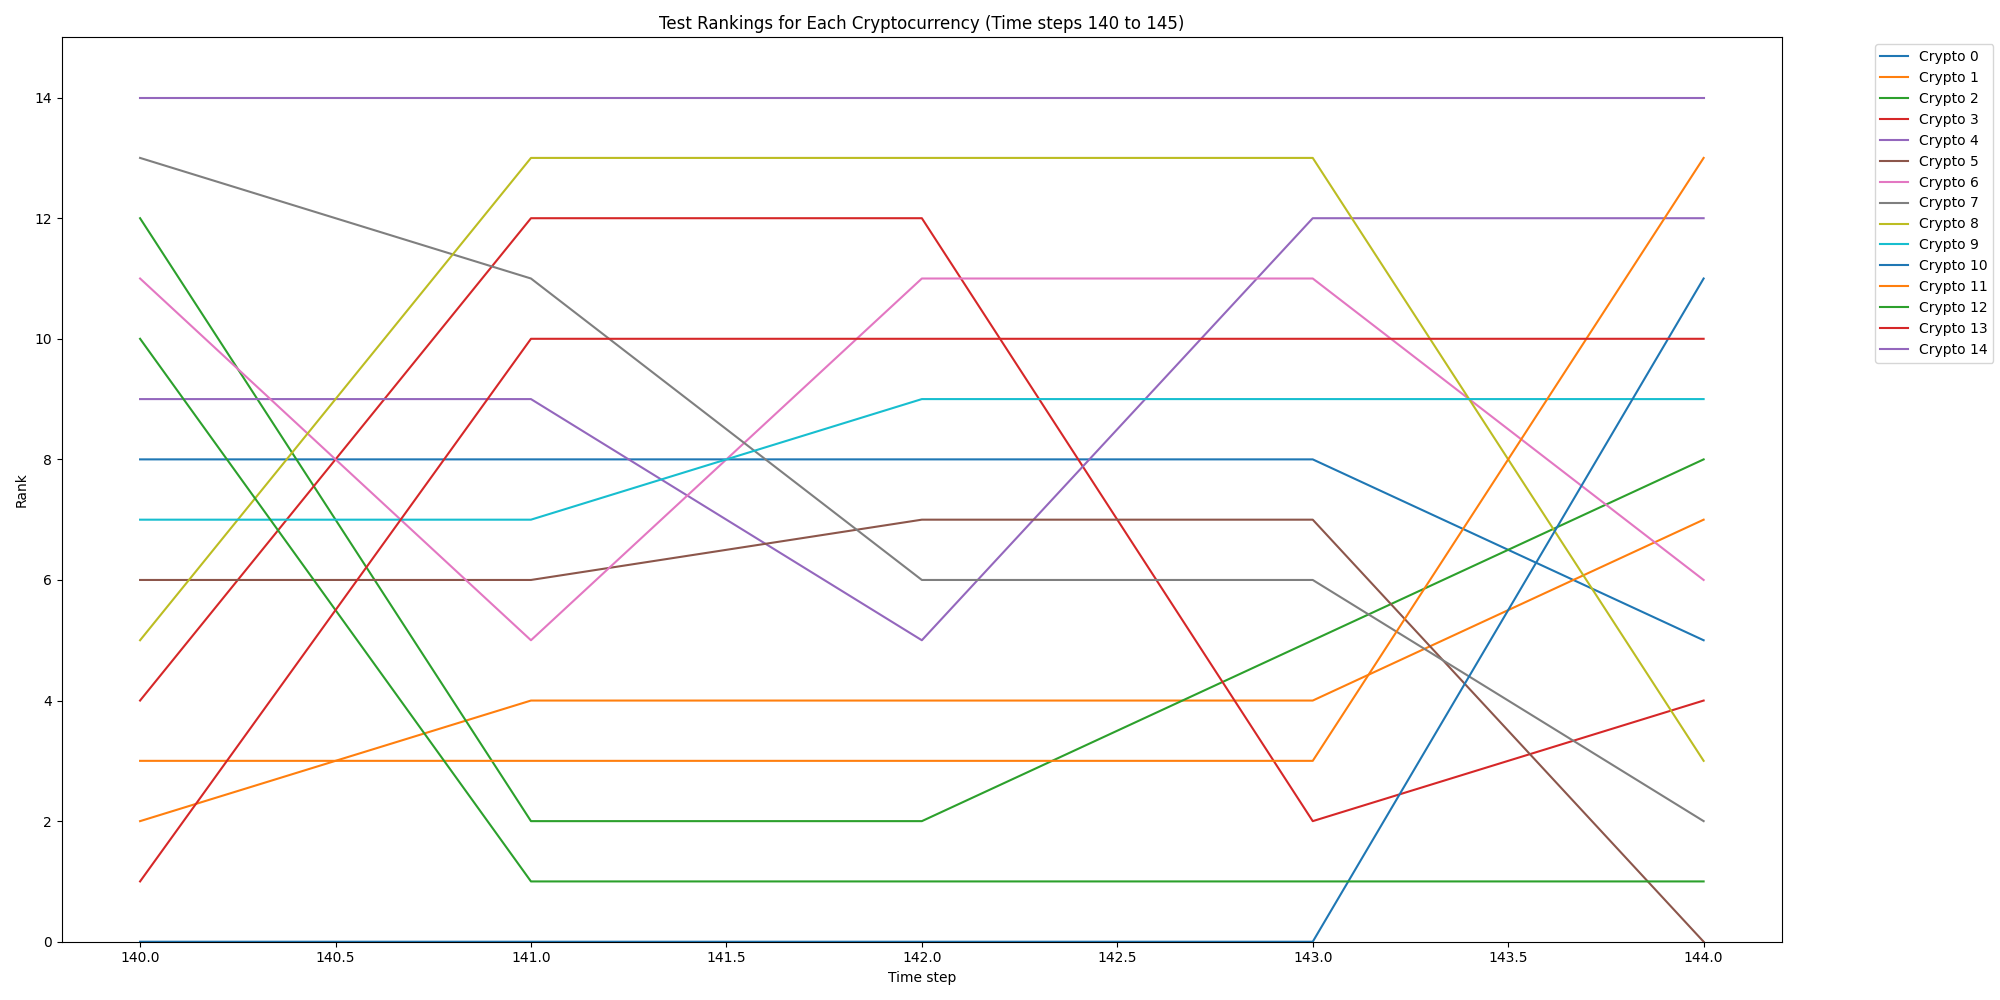 Test Rankings for Each Cryptocurrency (Time steps 140 to 145)
Rank
14
12
10
8
6
4
2
0
140.0 140.5 141.0 141.5 142.0 142.5 143.0 143.5 144.0
Time step
Crypto 0
Crypto 1
Crypto 2
Crypto 3
Crypto 4
Crypto 5
Crypto 6
Crypto 7
Crypto 8
Crypto 9
Crypto 10
Crypto 11
Crypto 12
Crypto 13
Crypto 14